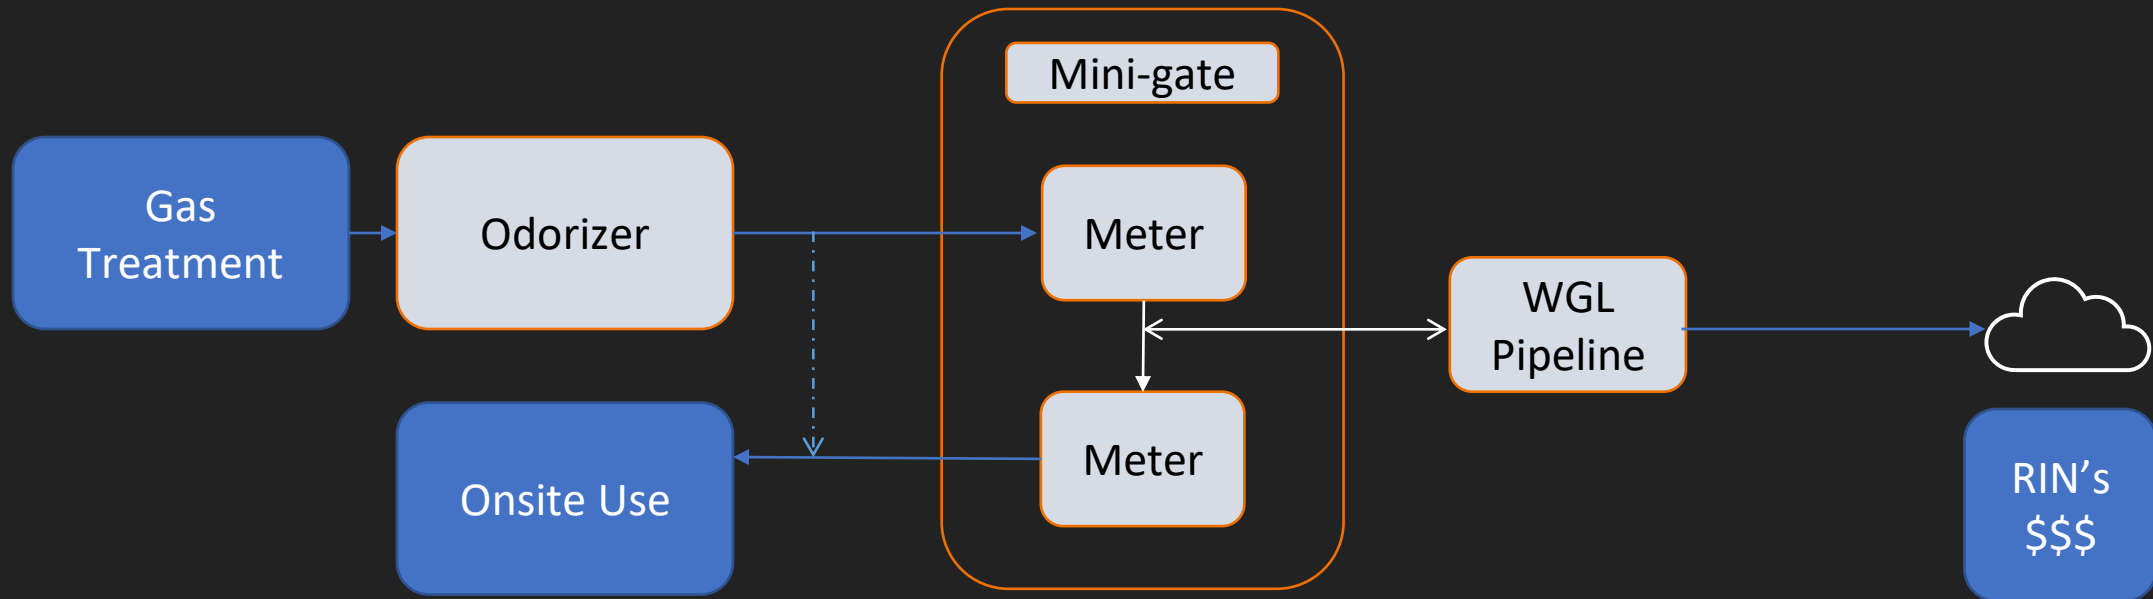 Mini-gate
Gas
Treatment
Odorizer
Meter
WGL
Pipeline
Onsite Use
Meter
RIN's
$$$